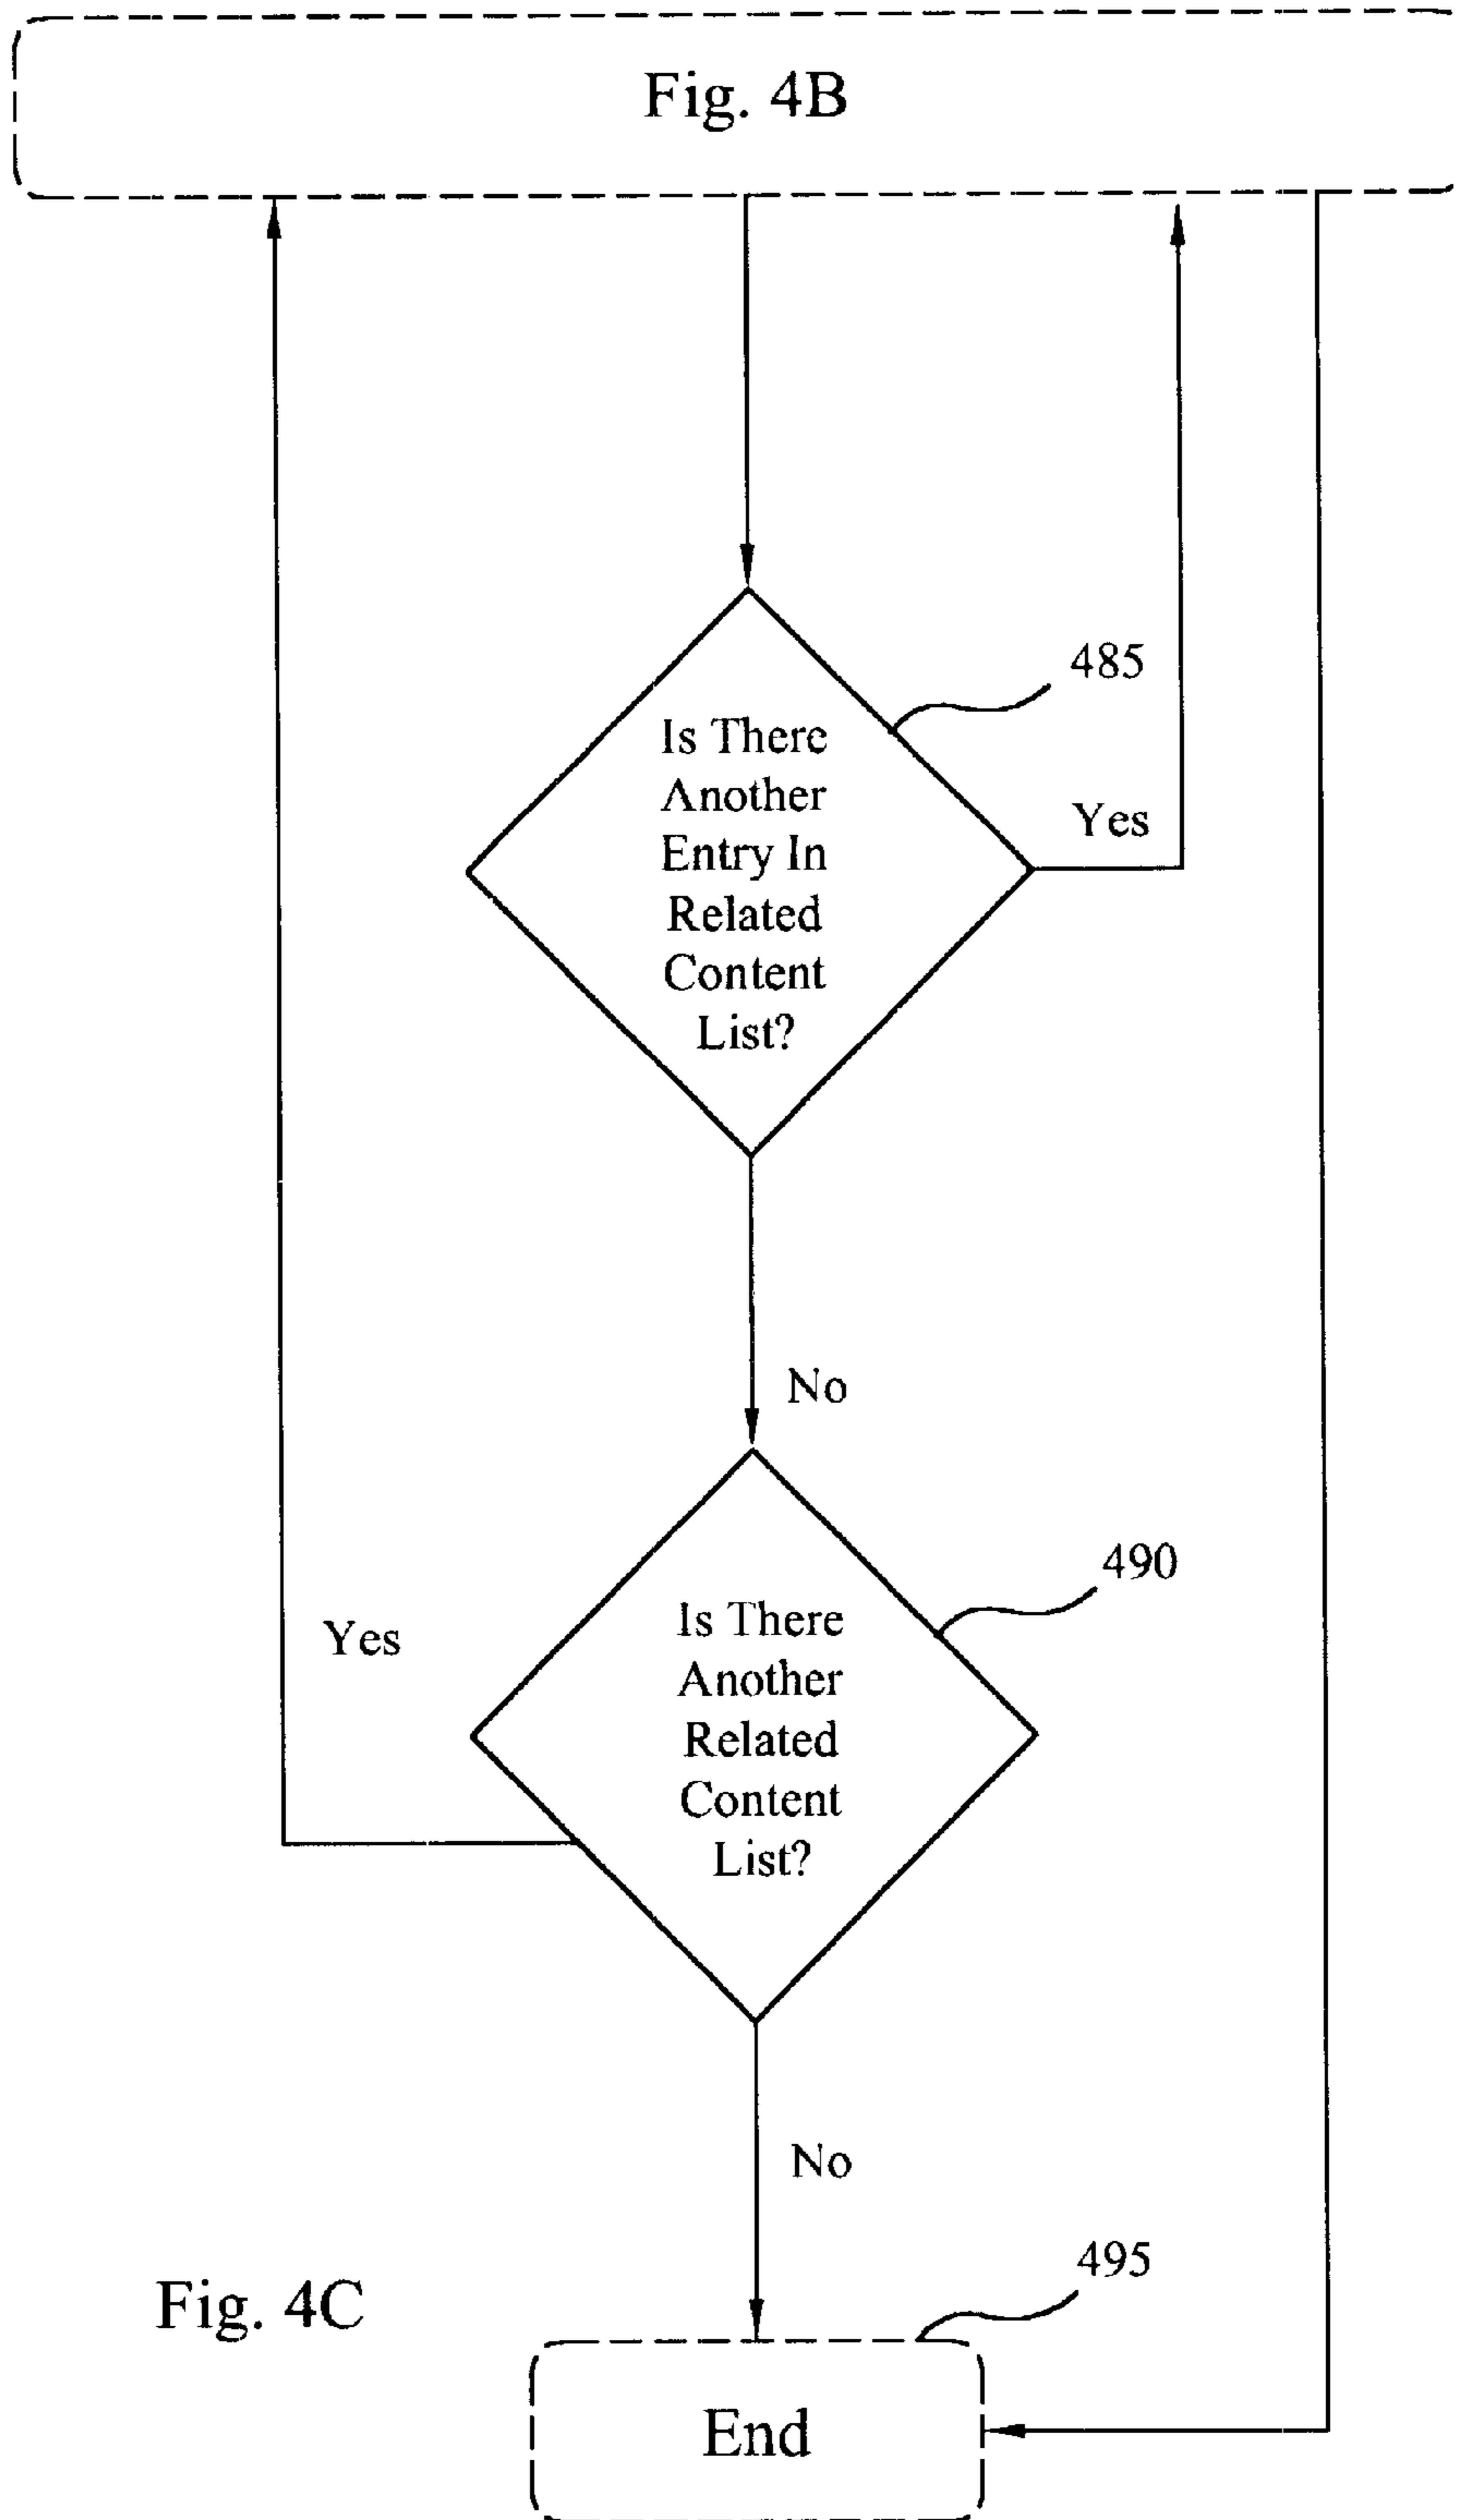 Fig. 4B
485
Is There
Another
Entry In
Related
Content
List?
Yes
No
490
Is There
Another
Related
Content
List?
Yes
No
495
Fig. 4C
End